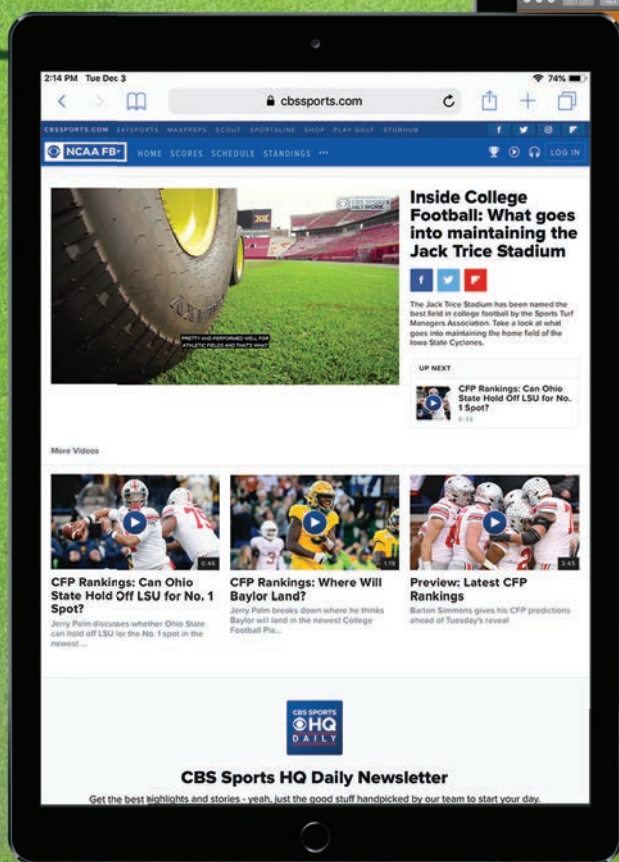 2:14 PM Tue Dec 3
74%
cbssports.com
CBSSPORTS.COM 247SPORTS MAXPREPS SCOUT SPORTSLINE SHOP PLAY GOLF STUBHUB
NCAA FB HOME SCORES SCHEDULE STANDINGS ••• LOG IN
CBS SPORTS
NETWORK
XII
PRETTY AND PERFORMED WELL FOR
ATHLETIC FIELDS AND THAT'S WHAT
Inside College
Football: What goes
into maintaining the
Jack Trice Stadium
The Jack Trice Stadium has been named the
best field in college football by the Sports Turf
Managers Association. Take a look at what
goes into maintaining the home field of the
Iowa State Cyclones.
UP NEXT
CFP Rankings: Can Ohio
State Hold Off LSU for No.
1 Spot?
0:46
More Videos
0:46
1:19
3:45
CFP Rankings: Can Ohio
State Hold Off LSU for No. 1
Spot?
Jerry Palm discusses whether Ohio State
can hold off LSU for the No. 1 spot in the
newest ...
CFP Rankings: Where Will
Baylor Land?
Jerry Palm breaks down where he thinks
Baylor will land in the newest College
Football Pla...
Preview: Latest CFP
Rankings
Barton Simmons gives his CFP predictions
ahead of Tuesday's reveal
CBS SPORTS
HQ
DAILY
CBS Sports HQ Daily Newsletter
Get the best highlights and stories - yeah, just the good stuff handpicked by our team to start your day.